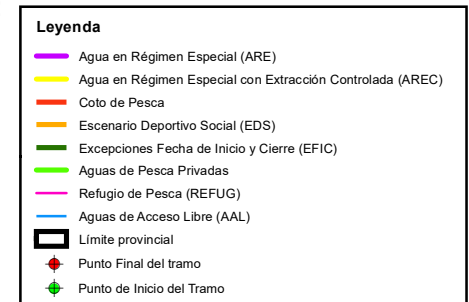 Leyenda
Agua en Régimen Especial (ARE)
Agua en Régimen Especial con Extracción Controlada (AREC)
Coto de Pesca
Escenario Deportivo Social (EDS)
Excepciones Fecha de Inicio y Cierre (EFIC)
Aguas de Pesca Privadas
Refugio de Pesca (REFUG)
Aguas de Acceso Libre (AAL)
Límite provincial
Punto Final del tramo
Punto de Inicio del Tramo